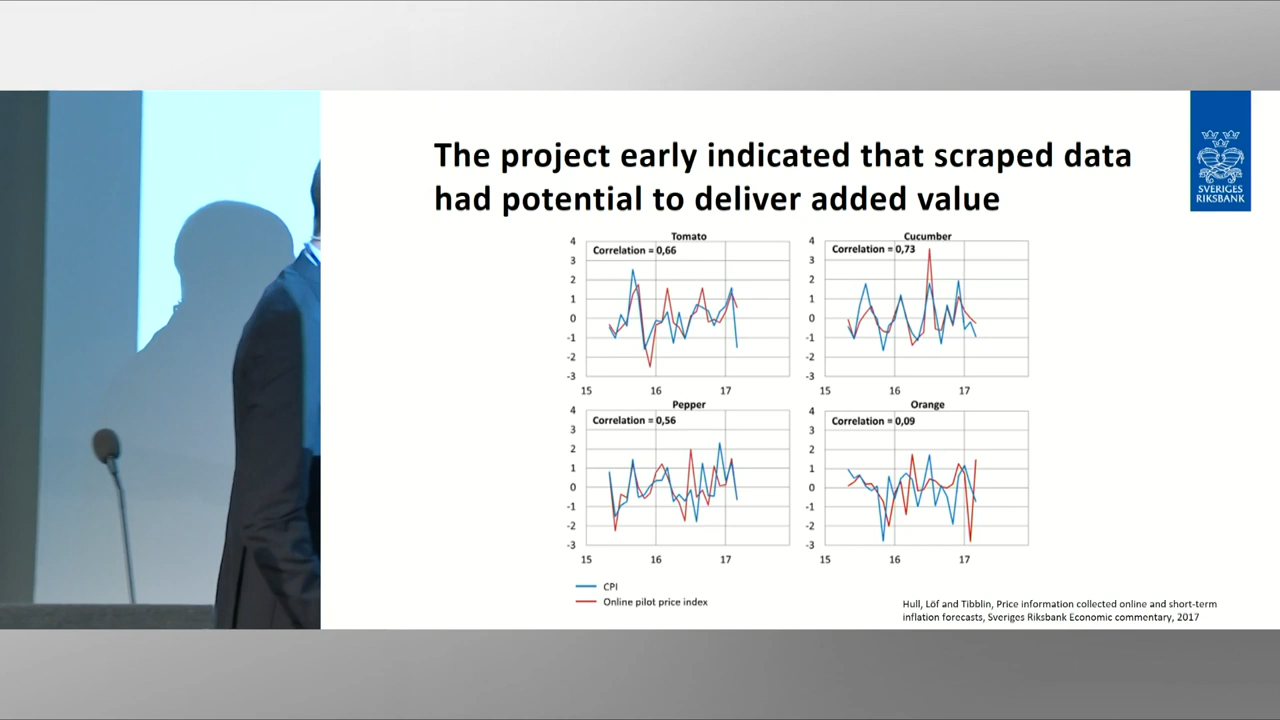 The project early indicated that scraped data
had potential to deliver added value
SVERIGES
RIKSBANK
Tomato
Correlation = 0,66
4
3
2
1
0
-1
-2
-3
15
16
17
Cucumber
Correlation = 0,73
4
3
2
1
0
-1
-2
-3
15
16
17
Pepper
Correlation = 0,56
4
3
2
1
0
-1
-2
-3
15
16
17
Orange
Correlation = 0,09
4
3
2
1
0
-1
-2
-3
15
16
17
CPI
Online pilot price index
Hull, Löf and Tibblin, Price information collected online and short-term
inflation forecasts, Sveriges Riksbank Economic commentary, 2017